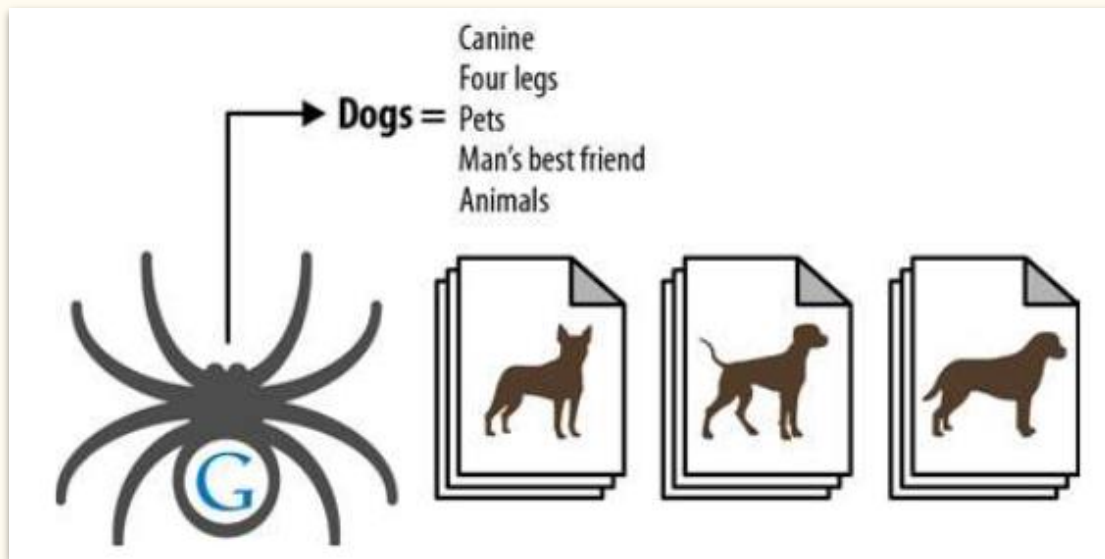 Canine
Four legs
Dogs = Pets
Man's best friend
Animals
G